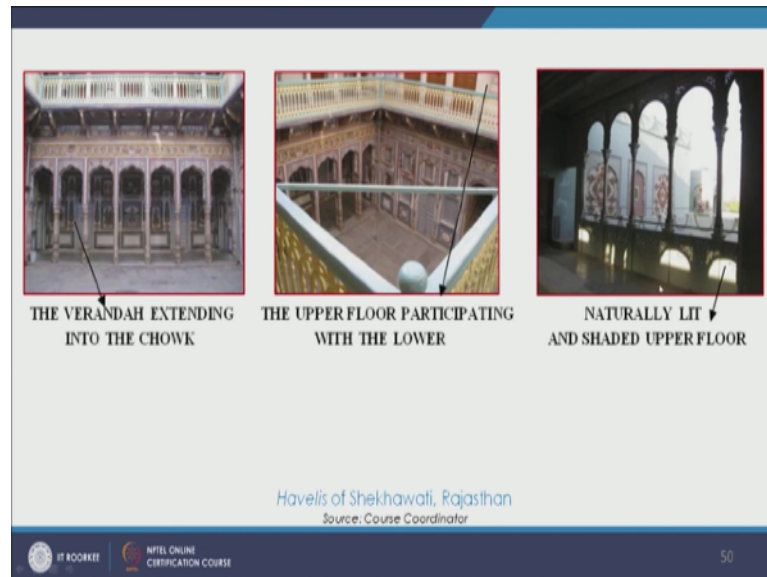 THE VERANDAH EXTENDING
INTO THE CHOWK
THE UPPER FLOOR PARTICIPATING
WITH THE LOWER
NATURALLY LIT
AND SHADED UPPER FLOOR
Havelis of Shekhawati, Rajasthan
Source: Course Coordinator
IT ROORKEE
NPTEL ONLINE
CERTIFICATION COURSE
50